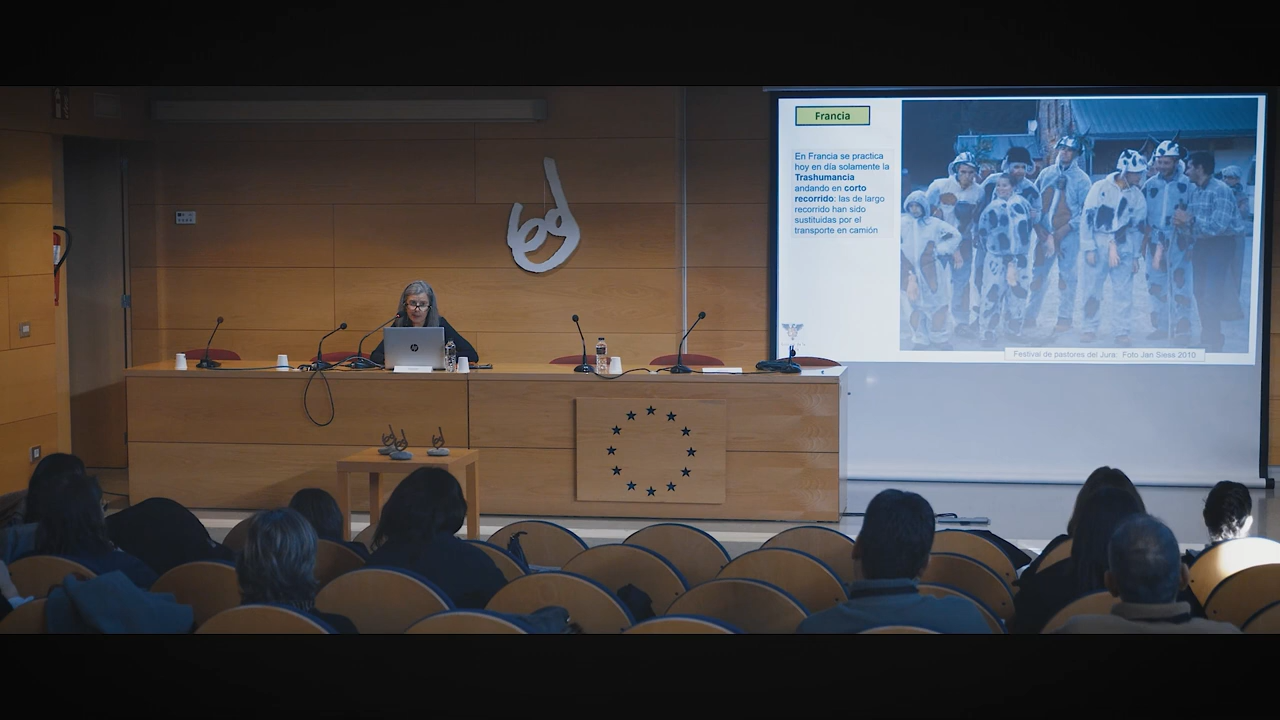 Francia
En Francia se practica
hoy en día solamente la
Trashumancia
andando en corto
recorrido: las de largo
recorrido han sido
sustituidas por el
transporte en camión
Festival de pastores del Jura: Foto Jan Siess 2010
hp